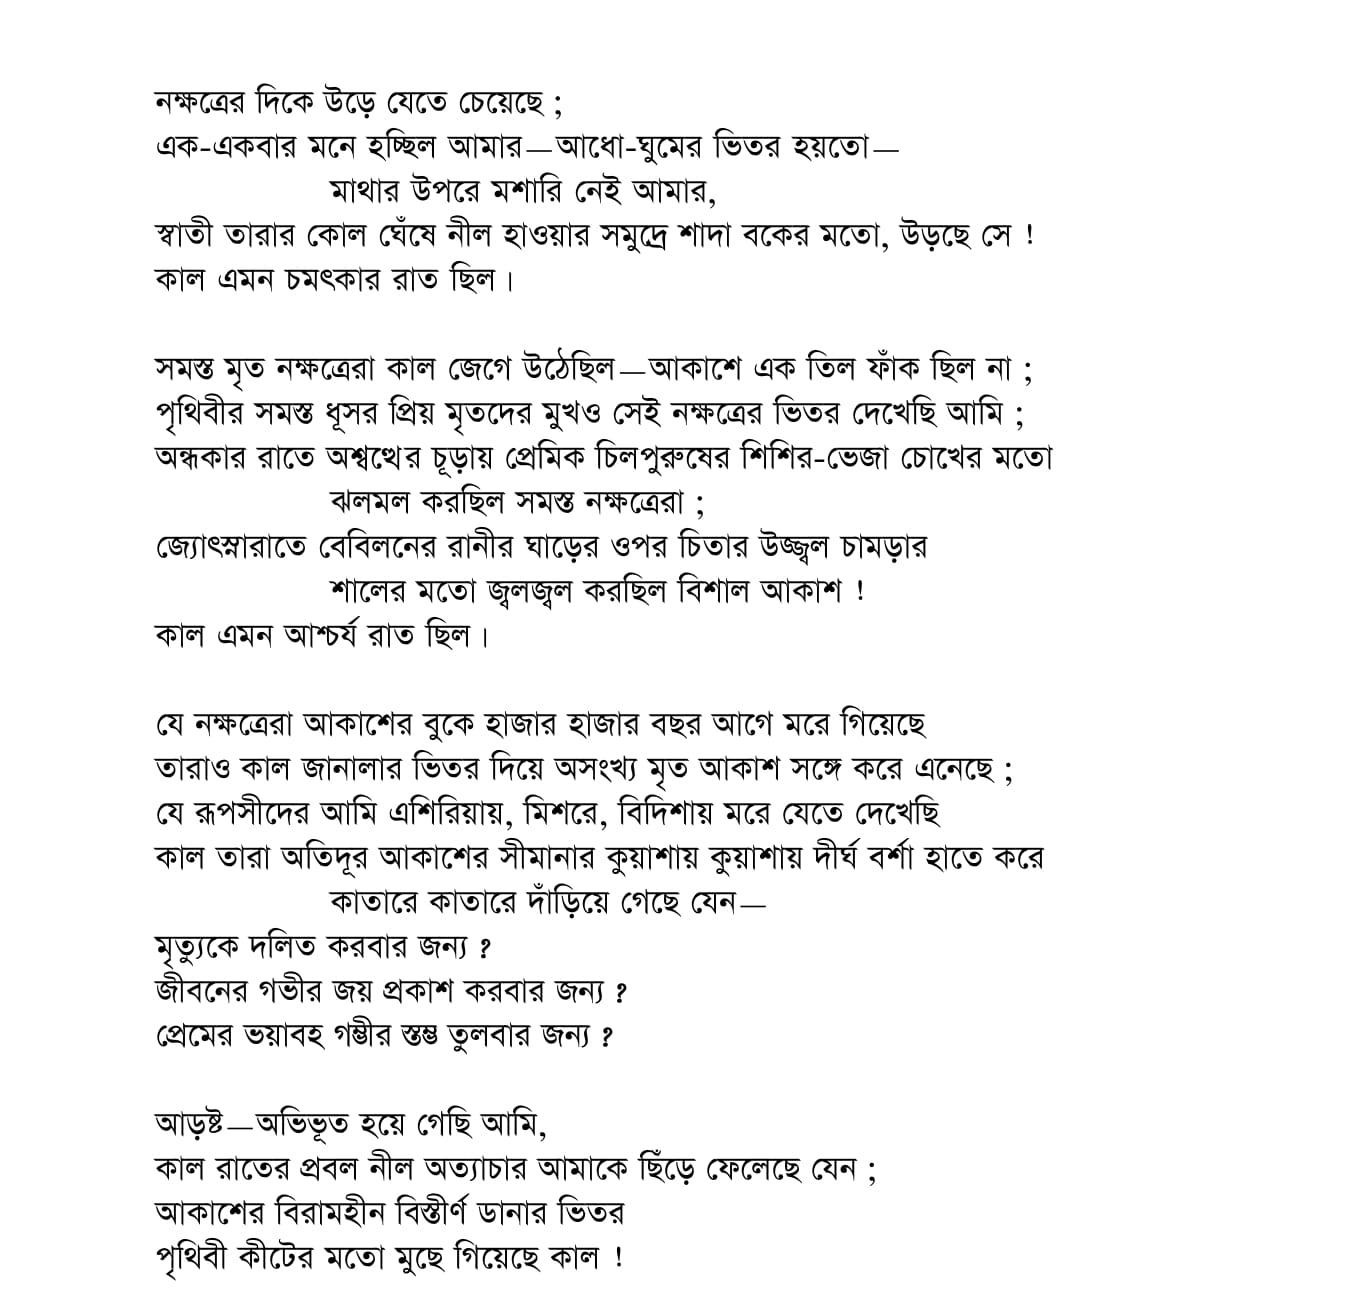 নক্ষত্রের দিকে উড়ে যেতে চেয়েছে ;
এক-একবার মনে হচ্ছিল আমার—আধো-ঘুমের ভিতর হয়তো—
মাথার উপরে মশারি নেই আমার,
স্বাতী তারার কোল ঘেঁষে নীল হাওয়ার সমুদ্রে শাদা বকের মতো, উড়ছে সে !
কাল এমন চমৎকার রাত ছিল।
সমস্ত মৃত নক্ষত্রেরা কাল জেগে উঠেছিল—আকাশে এক তিল ফাঁক ছিল না ;
পৃথিবীর সমস্ত ধূসর প্রিয় মৃতদের মুখও সেই নক্ষত্রের ভিতর দেখেছি আমি ;
অন্ধকার রাতে অশ্বত্থের চূড়ায় প্রেমিক চিলপুরুষের শিশির-ভেজা চোখের মতো
ঝলমল করছিল সমস্ত নক্ষত্রেরা ;
জ্যোৎস্নারাতে বেবিলনের রানীর ঘাড়ের ওপর চিতার উজ্জ্বল চামড়ার
শালের মতো জ্বলজ্বল করছিল বিশাল আকাশ !
কাল এমন আশ্চর্য রাত ছিল।
যে নক্ষত্রেরা আকাশের বুকে হাজার হাজার বছর আগে মরে গিয়েছে
তারাও কাল জানালার ভিতর দিয়ে অসংখ্য মৃত আকাশ সঙ্গে করে এনেছে ;
যে রূপসীদের আমি এশিরিয়ায়, মিশরে, বিদিশায় মরে যেতে দেখেছি
কাল তারা অতিদূর আকাশের সীমানার কুয়াশায় কুয়াশায় দীর্ঘ বর্শা হাতে করে
কাতারে কাতারে দাঁড়িয়ে গেছে যেন—
মৃত্যুকে দলিত করবার জন্য ?
জীবনের গভীর জয় প্রকাশ করবার জন্য ?
প্রেমের ভয়াবহ গম্ভীর স্তম্ভ তুলবার জন্য ?
আড়ষ্ট—অভিভূত হয়ে গেছি আমি,
কাল রাতের প্রবল নীল অত্যাচার আমাকে ছিঁড়ে ফেলেছে যেন ;
আকাশের বিরামহীন বিস্তীর্ণ ডানার ভিতর
পৃথিবী কীটের মতো মুছে গিয়েছে কাল !